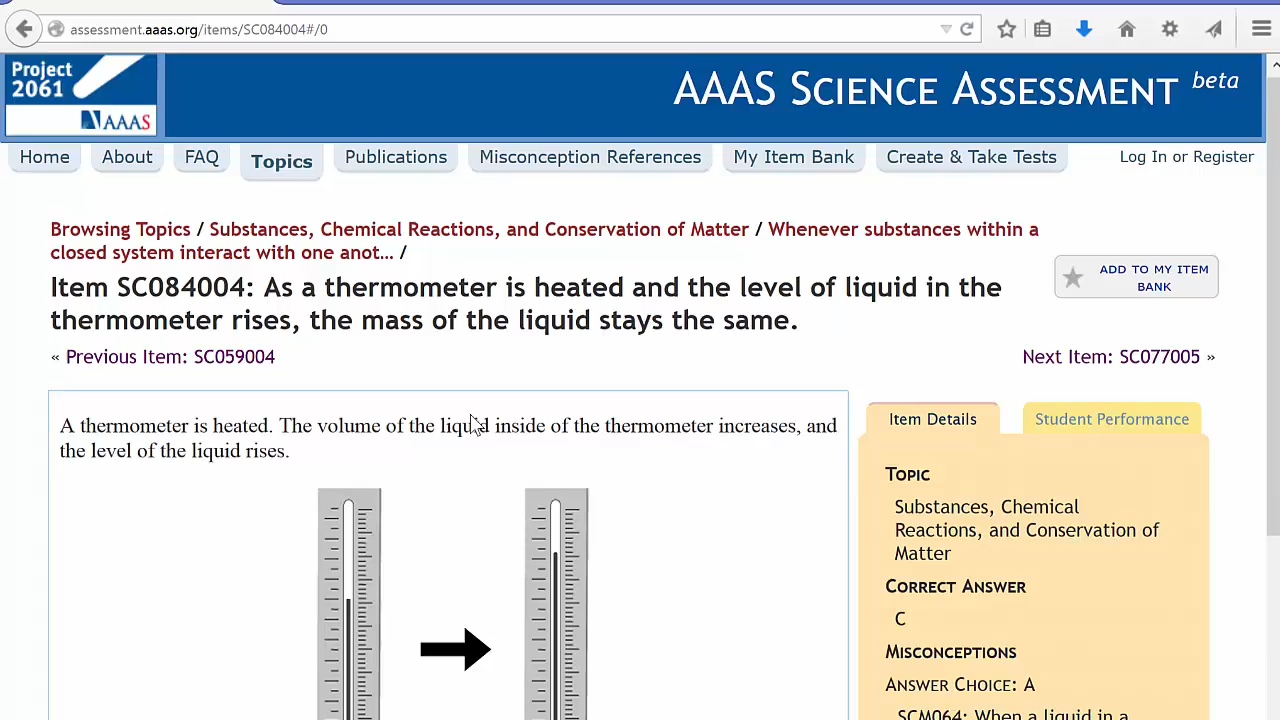 assessment.aaas.org/items/SC084004#/0
Project
2061
AAAS
AAAS SCIENCE ASSESSMENT beta
Home
About
FAQ
Topics
Publications
Misconception References
My Item Bank
Create & Take Tests
Log In or Register
Browsing Topics / Substances, Chemical Reactions, and Conservation of Matter / Whenever substances within a
closed system interact with one anot… /
Item SC084004: As a thermometer is heated and the level of liquid in the
thermometer rises, the mass of the liquid stays the same.
ADD TO MY ITEM
BANK
« Previous Item: SC059004
Next Item: SC077005 »
A thermometer is heated. The volume of the liquid inside of the thermometer increases, and
the level of the liquid rises.
Item Details
Student Performance
TOPIC
Substances, Chemical
Reactions, and Conservation of
Matter
CORRECT ANSWER
C
MISCONCEPTIONS
ANSWER CHOICE: A
SCM064: When a liquid in a